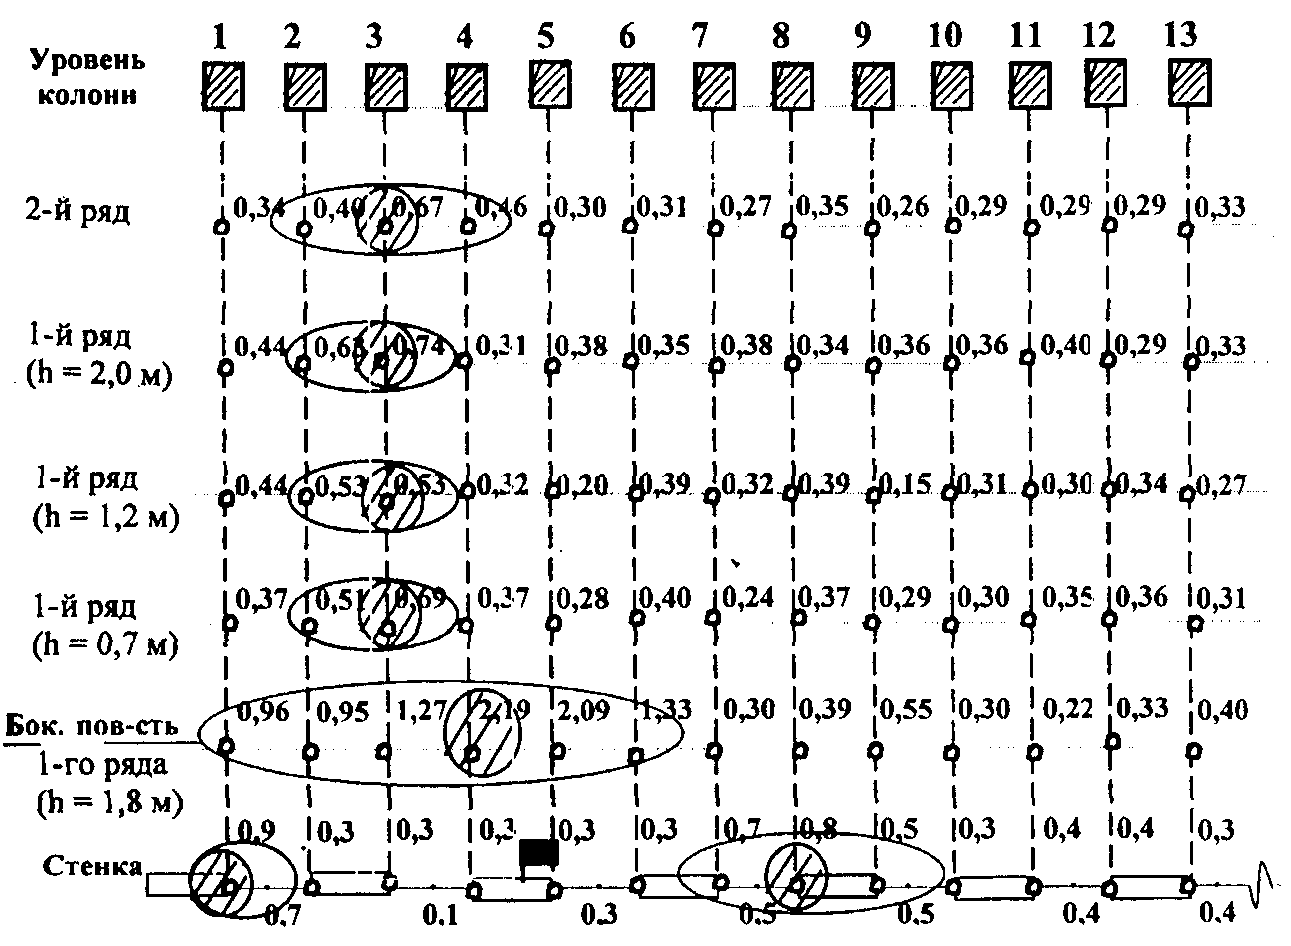 1 2 3 4 5 6 7 8 9 10 11 12 13
Уровень
колонн
2-й ряд
0,34 0,40 0,67 0,46 0,30 0,31 0,27 0,35 0,26 0,29 0,29 0,29 0,33
1-й ряд
(h = 2,0 м)
0,44 0,74 0,31 0,38 0,35 0,38 0,34 0,36 0,36 0,40 0,29 0,33
1-й ряд
(h = 1,2 м)
0,44 0,53 0,53 0,32 0,20 0,39 0,32 0,39 0,15 0,31 0,30 0,34 0,27
1-й ряд
(h = 0,7 м)
0,37 0,51 0,69 0,37 0,28 0,40 0,24 0,37 0,29 0,30 0,35 0,36 0,31
Бок. пов-сть
1-го ряда
(h = 1,8 м)
0,96 0,95 1,27 2,19 2,09 1,33 0,30 0,39 0,55 0,30 0,22 0,33 0,40
Стенка
0,9 0,3 0,3 0,3 0,3 0,3 0,7 0,8 0,5 0,3 0,4 0,4 0,3
0,7 0,1 0,3 0,5 0,5 0,4 0,4